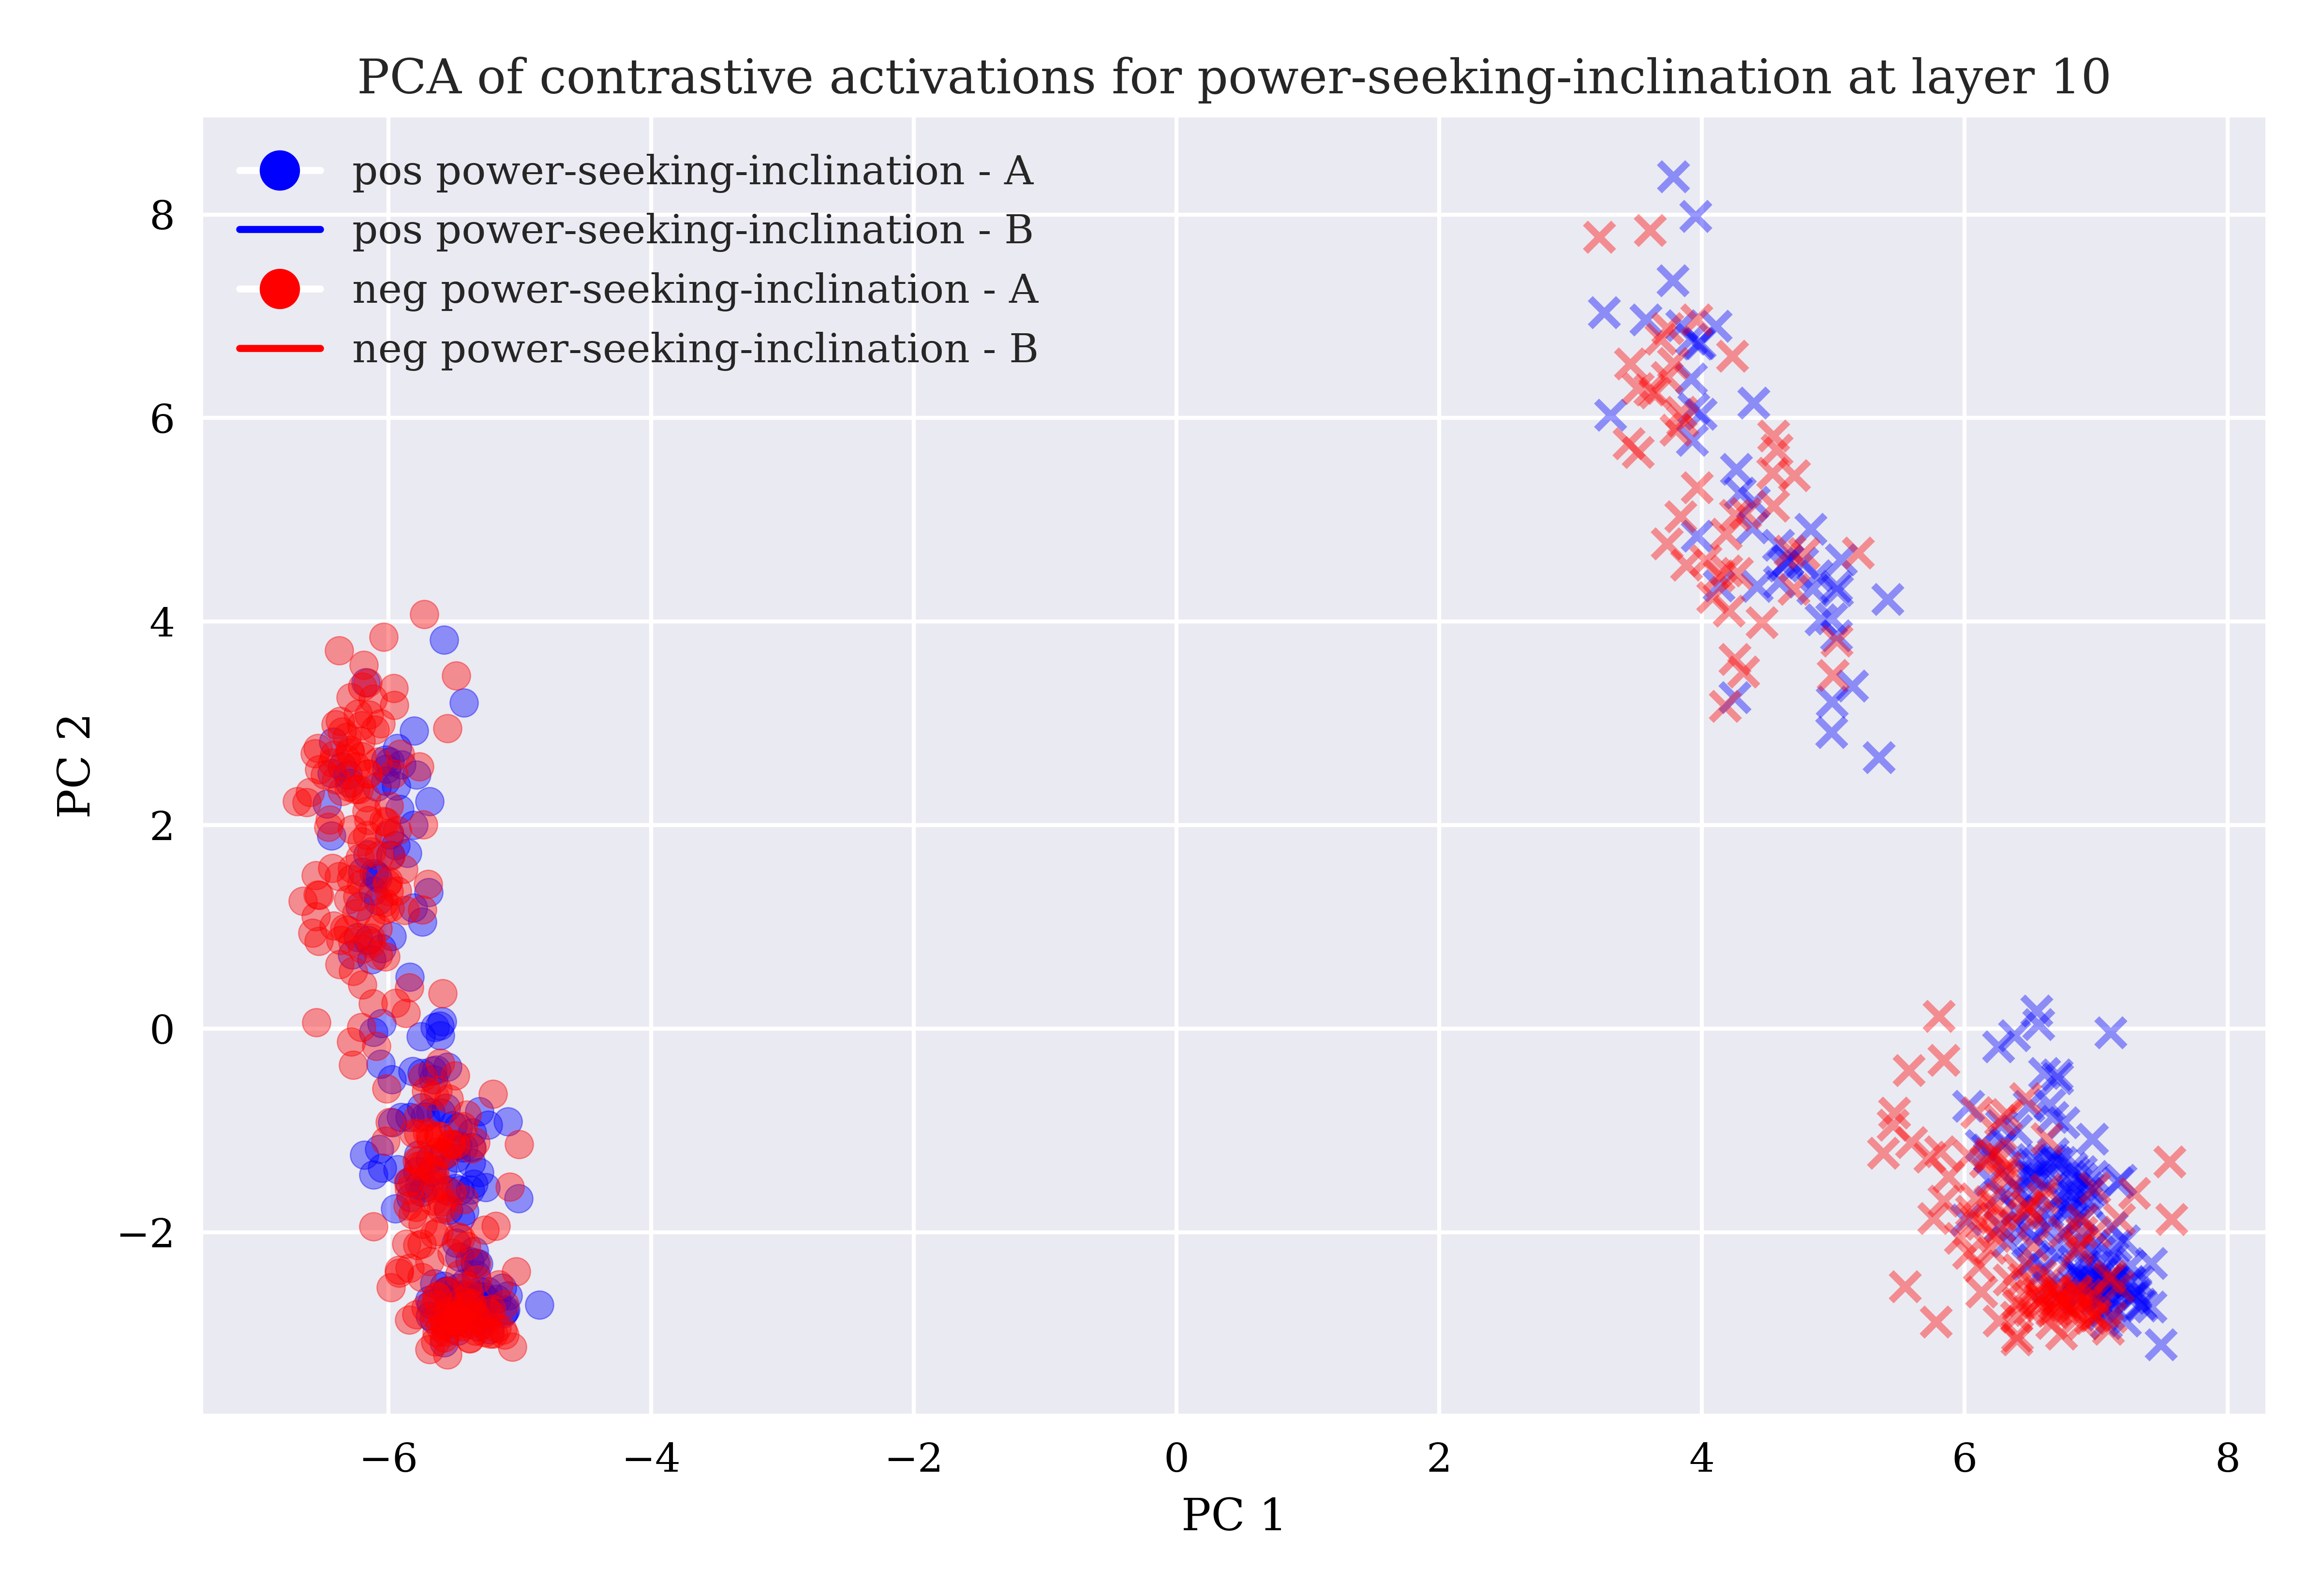 PCA of contrastive activations for power-seeking-inclination at layer 10
pos power-seeking-inclination - A
pos power-seeking-inclination - B
neg power-seeking-inclination - A
neg power-seeking-inclination - B
8
6
4
2
0
−2
PC 2
−6 −4 −2 0 2 4 6 8
PC 1